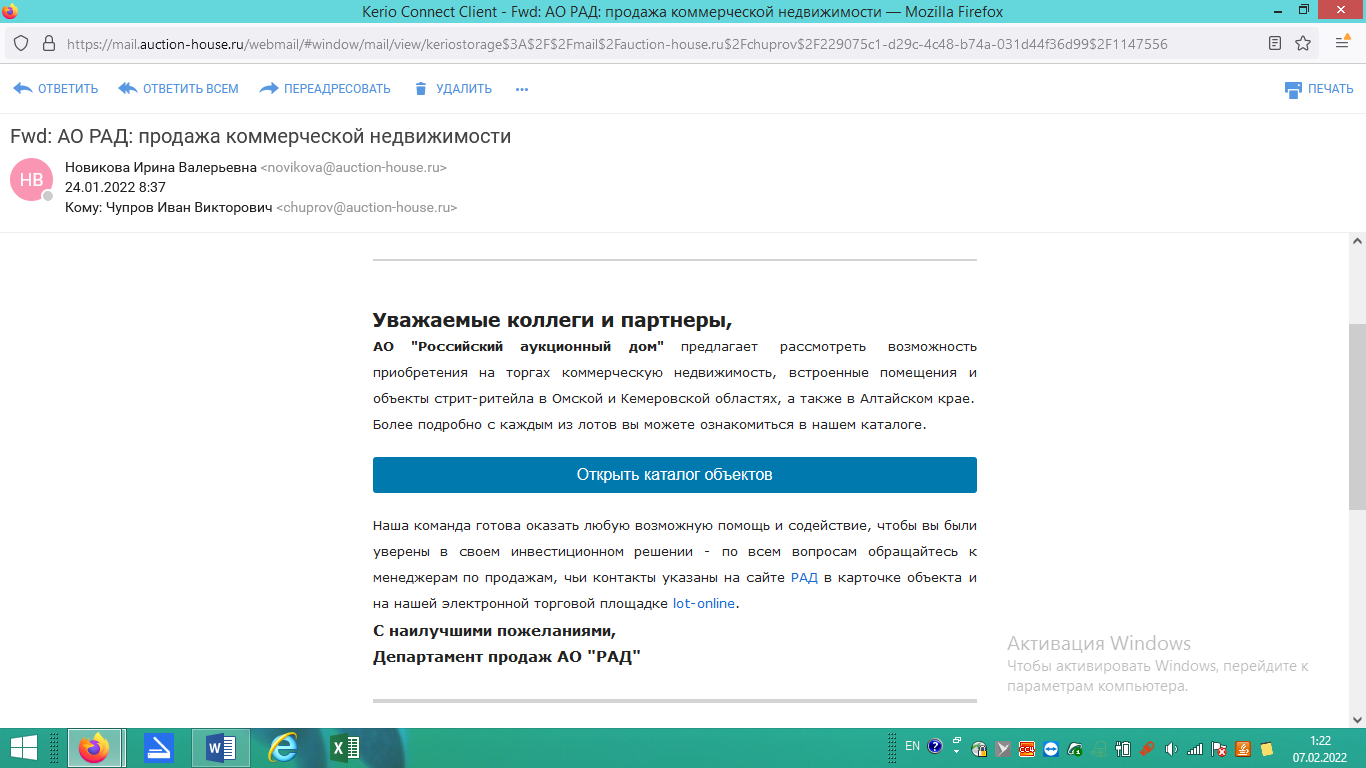 Kerio Connect Client - Fwd: АО РАД: продажа коммерческой недвижимости — Mozilla Firefox
https://mail.auction-house.ru/webmail/#window/mail/view/keriostorage$3A$2F$2Fmail$2Fauction-house.ru$2Fchuprov$2F229075c1-d29c-4c48-b74a-031d44f36d99$2F1147556
ОТВЕТИТЬ ОТВЕТИТЬ ВСЕМ ПЕРЕАДРЕСОВАТЬ УДАЛИТЬ ••• ПЕЧАТЬ
Fwd: АО РАД: продажа коммерческой недвижимости
НВ
Новикова Ирина Валерьевна <novikova@auction-house.ru>
24.01.2022 8:37
Кому: Чупров Иван Викторович <chuprov@auction-house.ru>
Уважаемые коллеги и партнеры,
АО "Российский аукционный дом" предлагает рассмотреть возможность
приобретения на торгах коммерческую недвижимость, встроенные помещения и
объекты стрит-ритейла в Омской и Кемеровской областях, а также в Алтайском крае.
Более подробно с каждым из лотов вы можете ознакомиться в нашем каталоге.
Открыть каталог объектов
Наша команда готова оказать любую возможную помощь и содействие, чтобы вы были
уверены в своем инвестиционном решении - по всем вопросам обращайтесь к
менеджерам по продажам, чьи контакты указаны на сайте РАД в карточке объекта и
на нашей электронной торговой площадке lot-online.
С наилучшими пожеланиями,
Департамент продаж АО "РАД"
Активация Windows
Чтобы активировать Windows, перейдите к
параметрам компьютера.
EN
1:22
07.02.2022